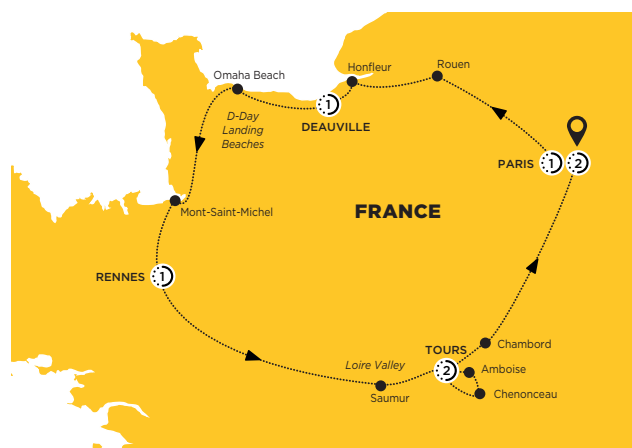 Honfleur
Rouen
Omaha Beach
1
DEAUVILLE
D-Day
Landing
Beaches
PARIS
1
2
Mont-Saint-Michel
FRANCE
RENNES
1
Chambord
TOURS
Loire Valley
2
Amboise
Saumur
Chenonceau